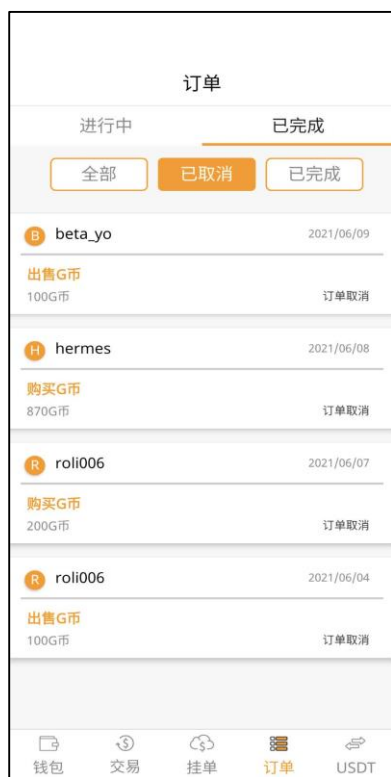 订单
进行中 已完成
全部 已取消 已完成
B beta_yo 2021/06/09
出售G币
100G币 订单取消
H hermes 2021/06/08
购买G币
870G币 订单取消
R roli006 2021/06/07
购买G币
200G币 订单取消
R roli006 2021/06/04
出售G币
100G币 订单取消
钱包 交易 挂单 订单 USDT